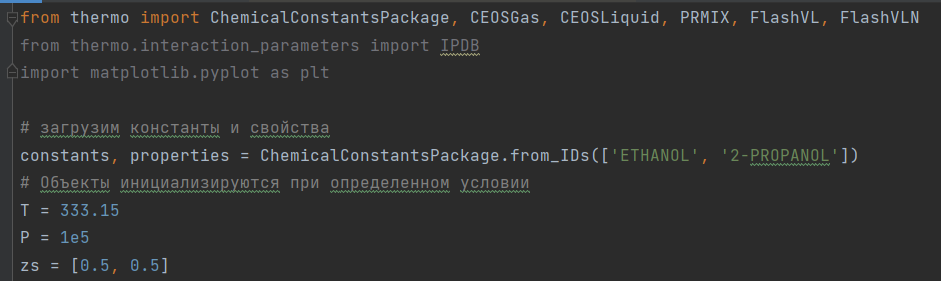 from thermo import ChemicalConstantsPackage, CEOSGas, CEOSLiquid, PRMIX, FlashVL, FlashVLN
from thermo.interaction_parameters import IPDB
import matplotlib.pyplot as plt
# загрузим константы и свойства
constants, properties = ChemicalConstantsPackage.from_IDs(['ETHANOL', '2-PROPANOL'])
# Объекты инициализируются при определенном условии
T = 333.15
P = 1e5
zs = [0.5, 0.5]